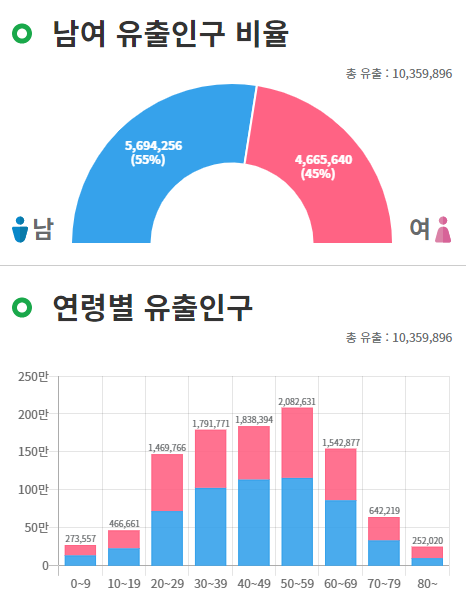 남여 유출인구 비율
총 유출 : 10,359,896
5,694,256
(55%)
4,665,640
(45%)
남
여
연령별 유출인구
총 유출 : 10,359,896
250만
200만
150만
100만
50만
0
273,557
466,661
1,469,766
1,791,771
1,838,394
2,082,631
1,542,877
642,219
252,020
0~9 10~19 20~29 30~39 40~49 50~59 60~69 70~79 80~